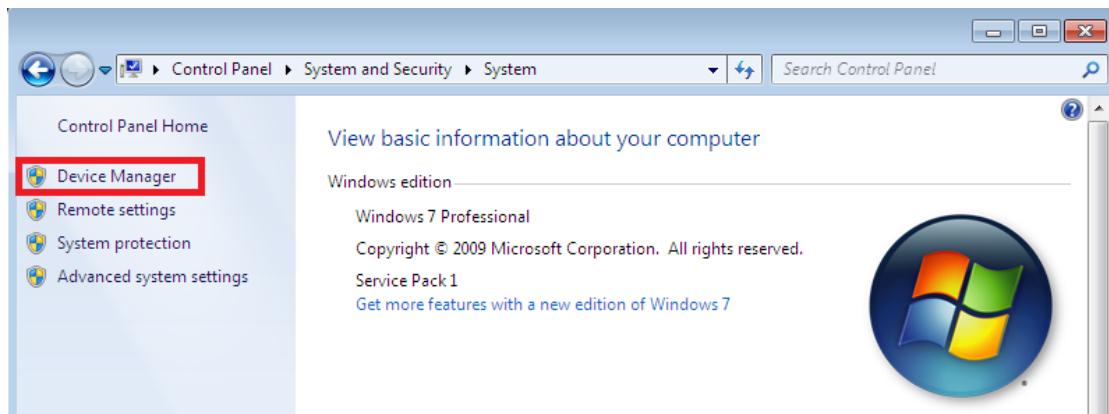 Control Panel System and Security System
Search Control Panel
Control Panel Home
Device Manager
Remote settings
System protection
Advanced system settings
View basic information about your computer
Windows edition
Windows 7 Professional
Copyright © 2009 Microsoft Corporation. All rights reserved.
Service Pack 1
Get more features with a new edition of Windows 7